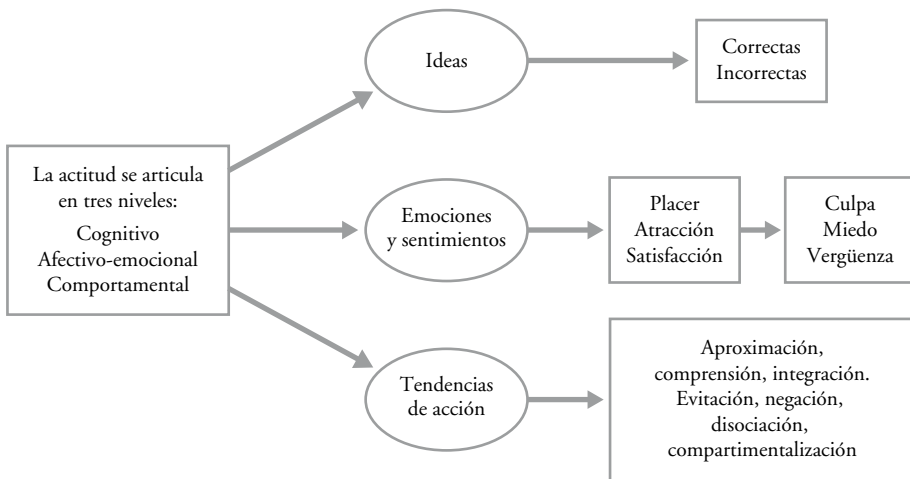 La actitud se articula
en tres niveles:
Cognitivo
Afectivo-emocional
Comportamental
Ideas
Correctas
Incorrectas
Emociones
y sentimientos
Placer
Atracción
Satisfacción
Culpa
Miedo
Vergüenza
Tendencias
de acción
Aproximación,
comprensión, integración.
Evitación, negación,
disociación,
compartimentalización